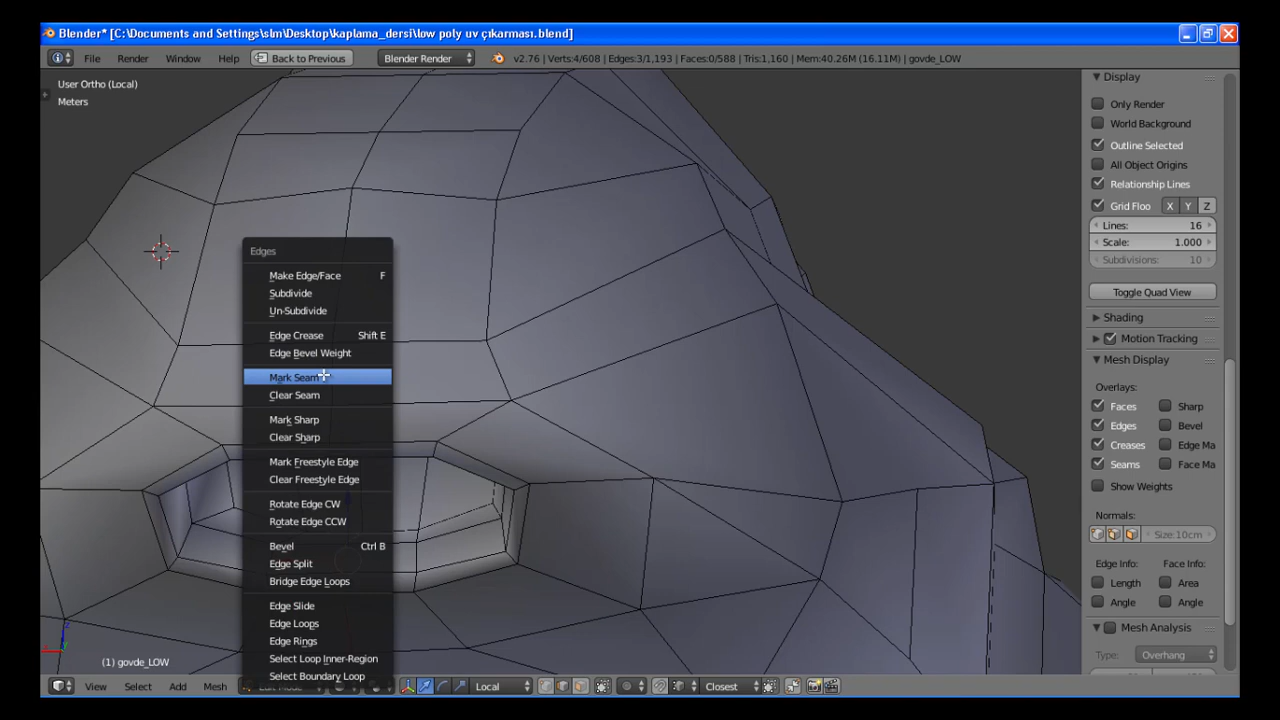 Blender* [C:\Documents and Settings\slm\Desktop\kaplama_dersi\low poly uv çıkarması.blend]
File Render Window Help Back to Previous Blender Render v2.76 | Verts:4/608 | Edges:3/1,193 | Faces:0/588 | Tris:1,160 | Mem:40.26M (16.11M) | govde_LOW
User Ortho (Local)
Meters
Display
Only Render
World Background
Outline Selected
All Object Origins
Relationship Lines
Grid Floo X Y Z
Lines: 16
Scale: 1.000
Subdivisions: 10
Toggle Quad View
Shading
Motion Tracking
Mesh Display
Overlays:
Faces Sharp
Edges Bevel
Creases Edge Ma
Seams Face Ma
Show Weights
Normals:
Size: 10cm
Edge Info: Face Info:
Length Area
Angle Angle
Mesh Analysis
Type: Overhang
Edges
Make Edge/Face F
Subdivide
Un-Subdivide
Edge Crease Shift E
Edge Bevel Weight
Mark Seam
Clear Seam
Mark Sharp
Clear Sharp
Mark Freestyle Edge
Clear Freestyle Edge
Rotate Edge CW
Rotate Edge CCW
Bevel Ctrl B
Edge Split
Bridge Edge Loops
Edge Slide
Edge Loops
Edge Rings
Select Loop Inner-Region
Select Boundary Loop
(1) govde_LOW
View Select Add Mesh Edit Mode Local Closest